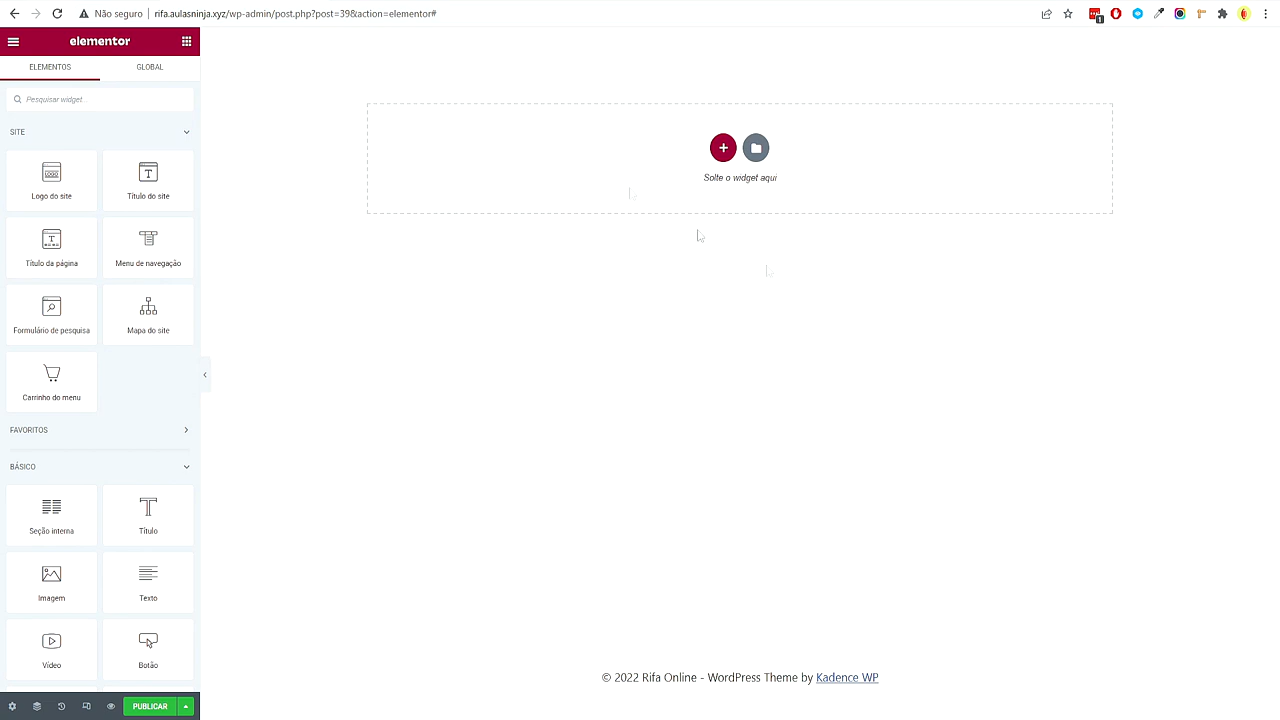 Não seguro | rifa.aulasninja.xyz/wp-admin/post.php?post=39&action=elementor#
1
elementor
ELEMENTOS GLOBAL
Pesquisar widget...
SITE
LOGO
Logo do site Título do site
Título da página Menu de navegação
Formulário de pesquisa Mapa do site
Carrinho do menu
FAVORITOS
BÁSICO
Seção interna Título
Imagem Texto
Vídeo Botão
PUBLICAR
Solte o widget aqui
© 2022 Rifa Online - WordPress Theme by Kadence WP